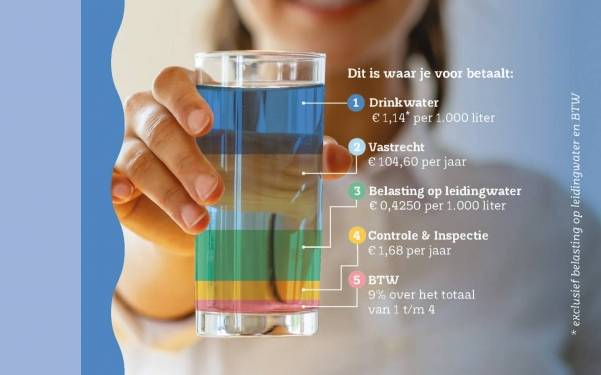 Dit is waar je voor betaalt:
1 Drinkwater
€ 1,14* per 1.000 liter
2 Vastrecht
€ 104,60 per jaar
3 Belasting op leidingwater
€ 0,4250 per 1.000 liter
4 Controle & Inspectie
€ 1,68 per jaar
5 BTW
9% over het totaal
van 1 t/m 4
* exclusief belasting op leidingwater en BTW